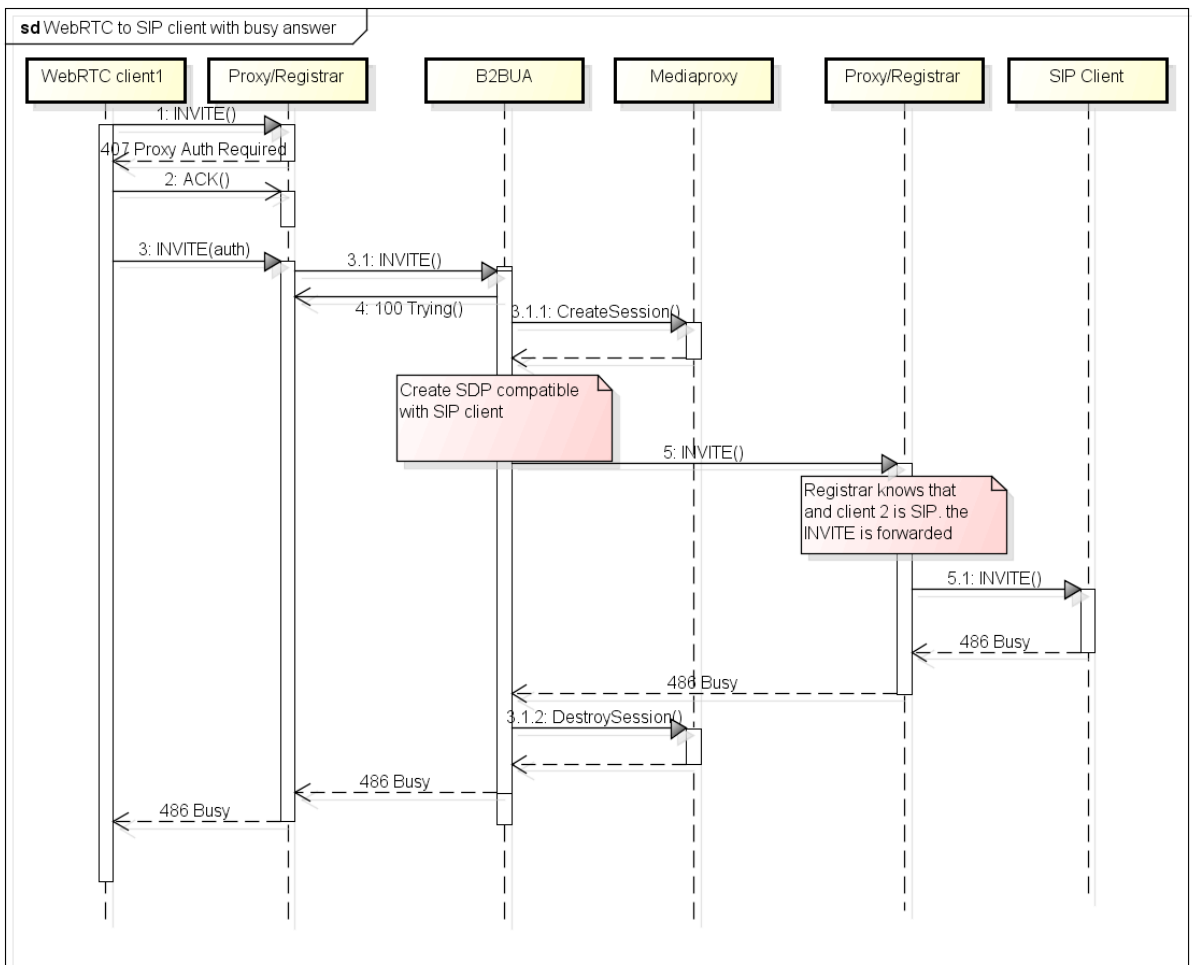 sd WebRTC to SIP client with busy answer
WebRTC client1
Proxy/Registrar
B2BUA
Mediaproxy
Proxy/Registrar
SIP Client
1: INVITE()
407 Proxy Auth Required
2: ACK()
3: INVITE(auth)
3.1: INVITE()
4: 100 Trying()
3.1.1: CreateSession()
Create SDP compatible
with SIP client
5: INVITE()
Registrar knows that
and client 2 is SIP. the
INVITE is forwarded
5.1: INVITE()
486 Busy
486 Busy
3.1.2: DestroySession()
486 Busy
486 Busy